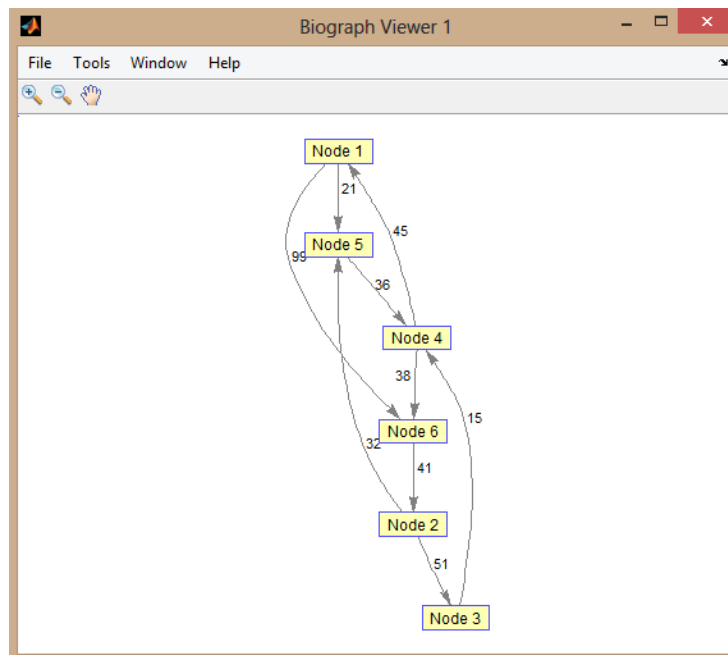 Biograph Viewer 1
File Tools Window Help
Node 1
21
45
Node 5
99
36
Node 4
38
15
Node 6
32
41
Node 2
51
Node 3